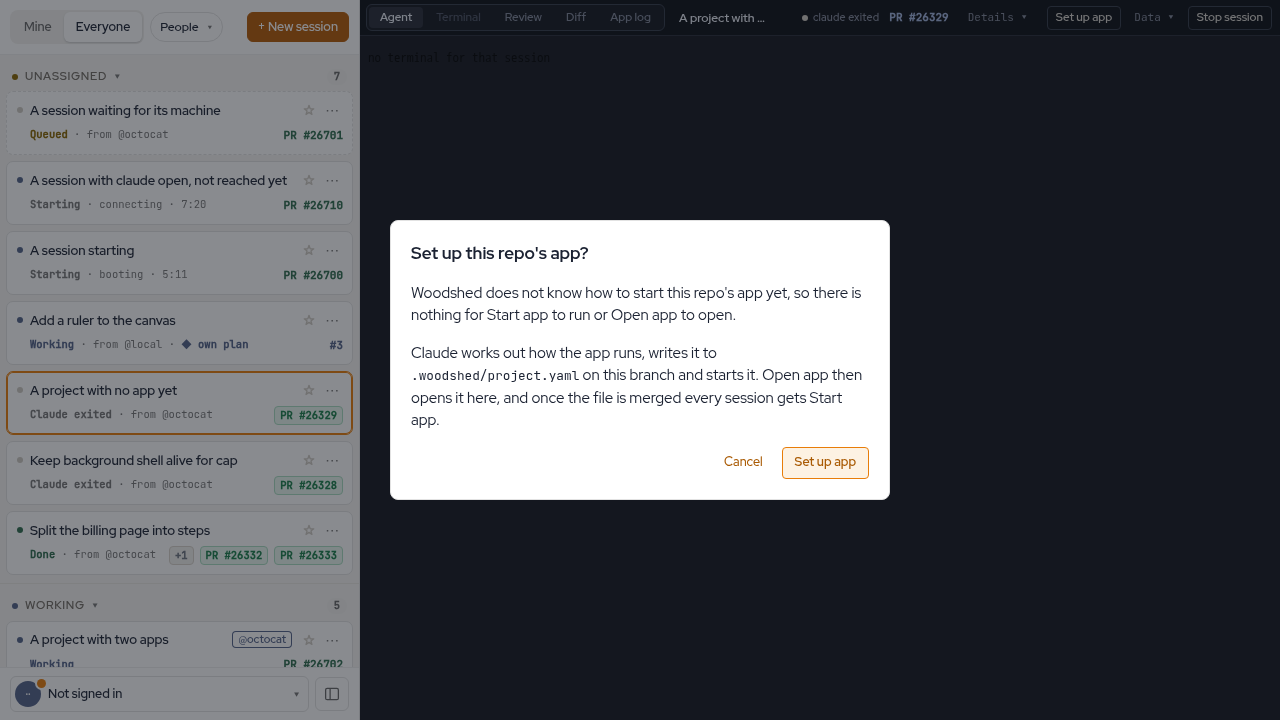 Mine Everyone People ▾ + New session
Agent Terminal Review Diff App log A project with ... claude exited PR #26329 Details ▾ Set up app Data ▾ Stop session
no terminal for that session
UNASSIGNED ▾ 7
A session waiting for its machine
Queued · from @octocat PR #26701
A session with claude open, not reached yet
Starting · connecting · 7:20 PR #26710
A session starting
Starting · booting · 5:11 PR #26700
Add a ruler to the canvas
Working · from @local · ◆ own plan #3
A project with no app yet
Claude exited · from @octocat PR #26329
Keep background shell alive for cap
Claude exited · from @octocat PR #26328
Split the billing page into steps
Done · from @octocat +1 PR #26332 PR #26333
WORKING ▾ 5
A project with two apps @octocat
Working PR #26702
Not signed in ▾
Set up this repo's app?
Woodshed does not know how to start this repo's app yet, so there is
nothing for Start app to run or Open app to open.
Claude works out how the app runs, writes it to
.woodshed/project.yaml on this branch and starts it. Open app then
opens it here, and once the file is merged every session gets Start
app.
Cancel Set up app